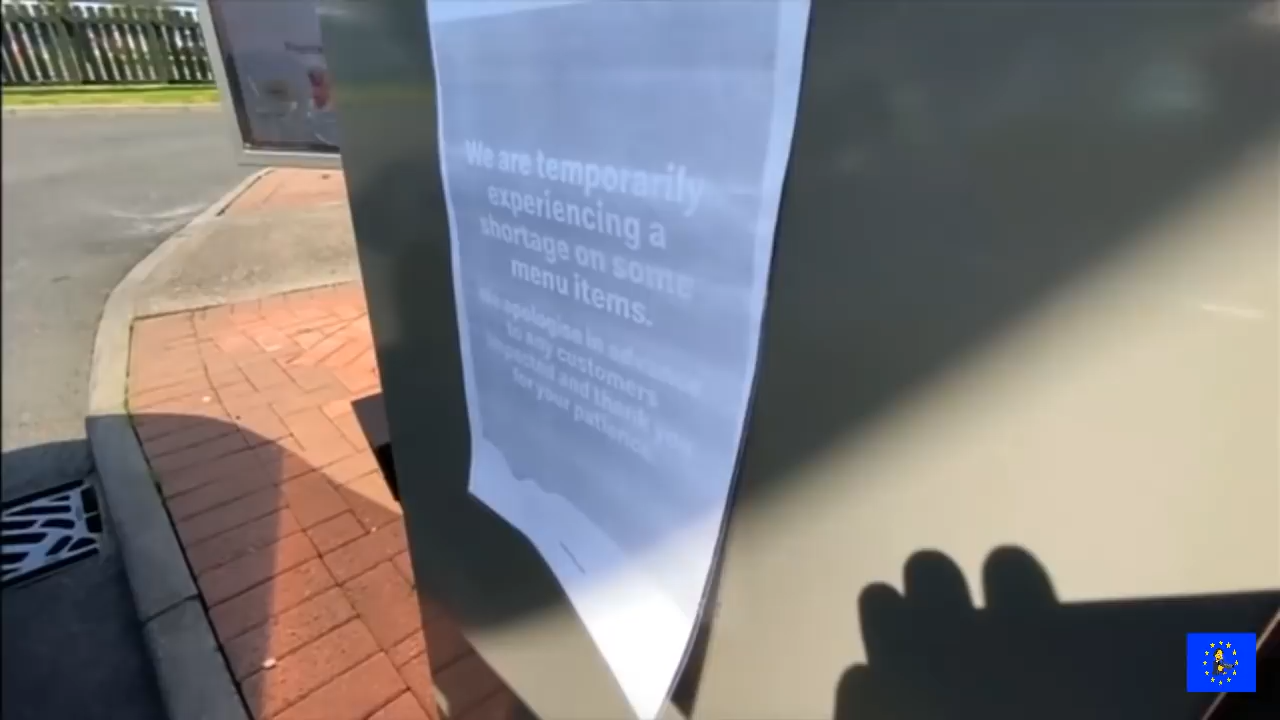 We are temporarily
experiencing a
shortage on some
menu items.
We apologise in advance
to any customers
impacted and thank you
for your patience.